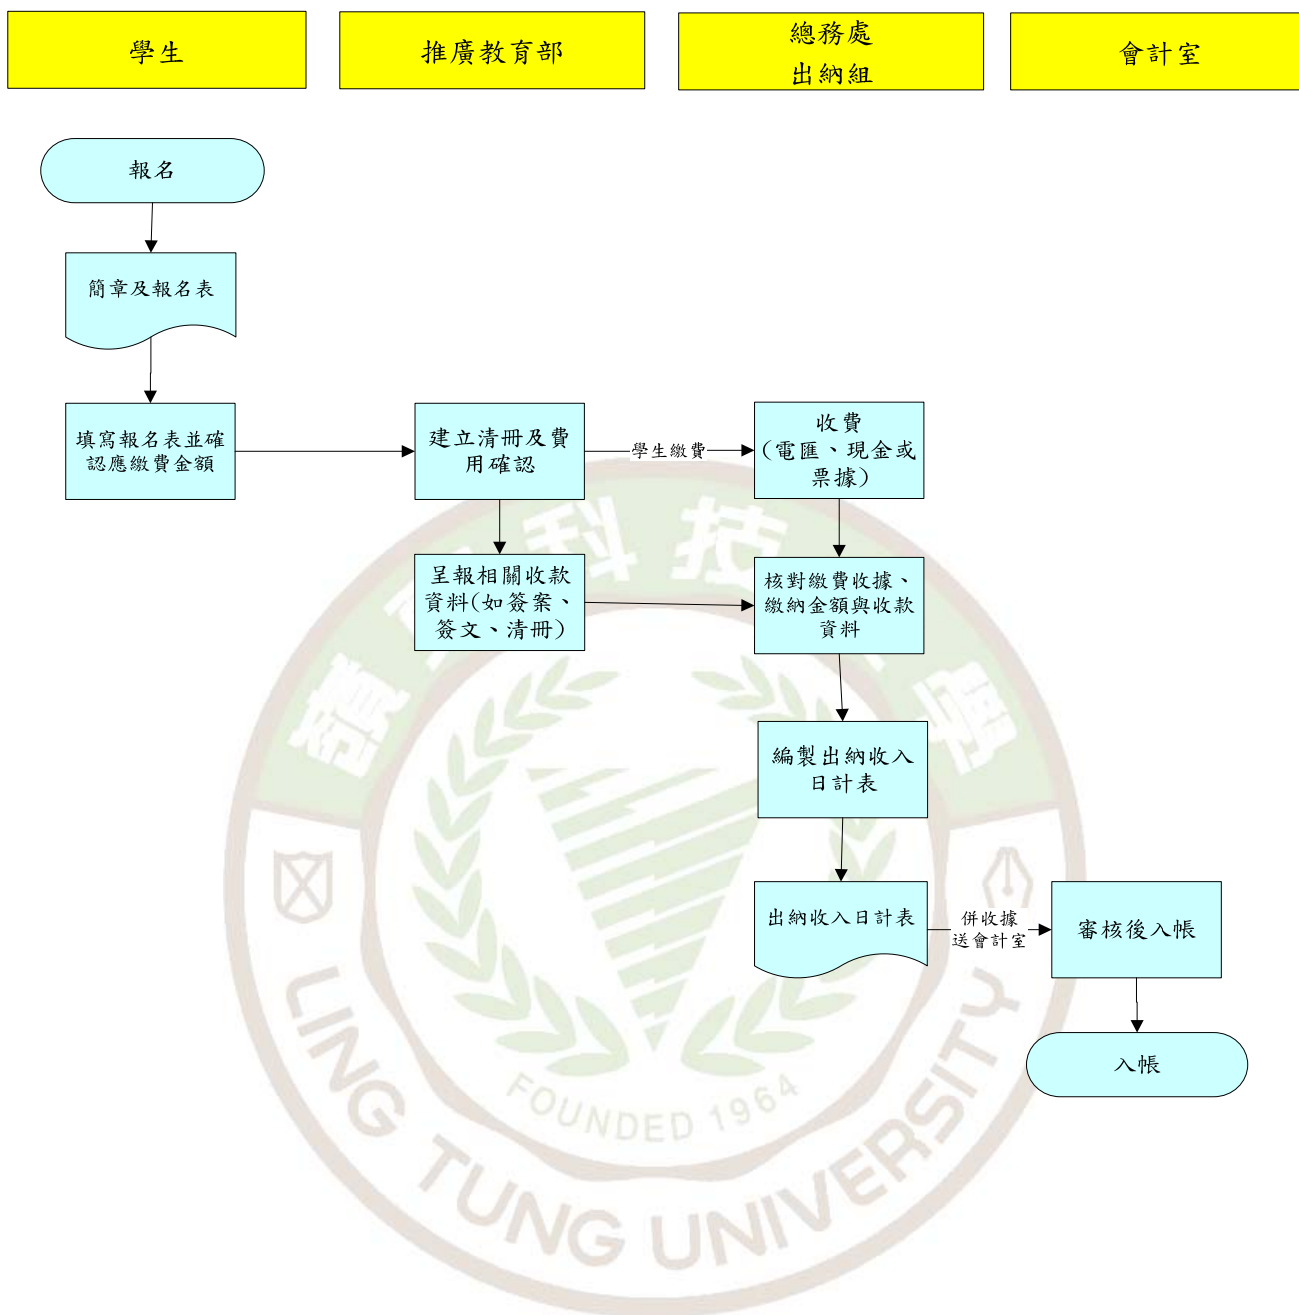 學生
推廣教育部
總務處
出納組
會計室
報名
簡章及報名表
填寫報名表並確
認應繳費金額
建立清冊及費
用確認
學生繳費
收費
(電匯、現金或
票據)
呈報相關收款
資料(如簽案、
簽文、清冊)
核對繳費收據、
繳納金額與收款
資料
編製出納收入
日計表
出納收入日計表
併收據
送會計室
審核後入帳
入帳
科技
FOUNDED 1964
LING TUNG UNIVERSITY